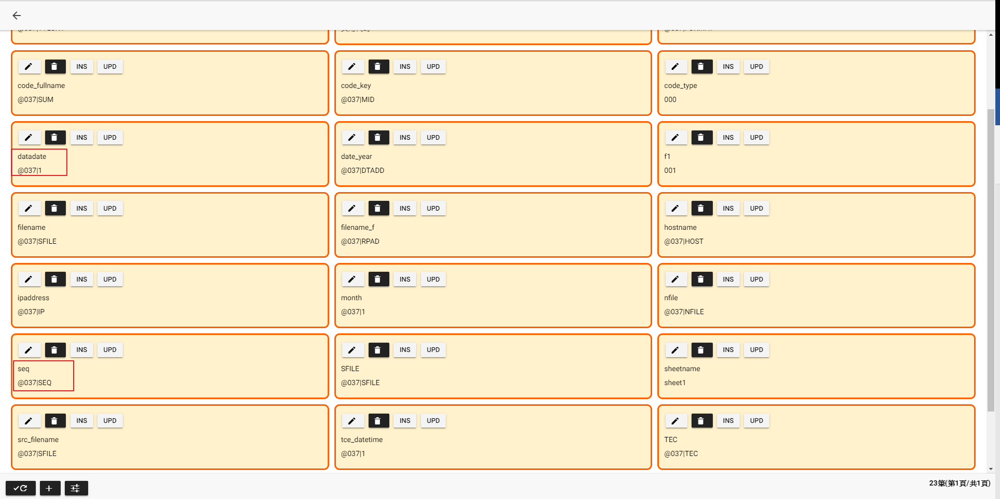 INS UPD
code_fullname
@037|SUM
INS UPD
code_key
@037|MID
INS UPD
code_type
000
INS UPD
datadate
@037|1
INS UPD
date_year
@037|DTADD
INS UPD
f1
001
INS UPD
filename
@037|SFILE
INS UPD
filename_f
@037|RPAD
INS UPD
hostname
@037|HOST
INS UPD
ipaddress
@037|IP
INS UPD
month
@037|1
INS UPD
nfile
@037|NFILE
INS UPD
seq
@037|SEQ
INS UPD
SFILE
@037|SFILE
INS UPD
sheetname
sheet1
INS UPD
src_filename
@037|SFILE
INS UPD
tce_datetime
@037|1
INS UPD
TEC
@037|TEC
23筆(第1頁/共1頁)